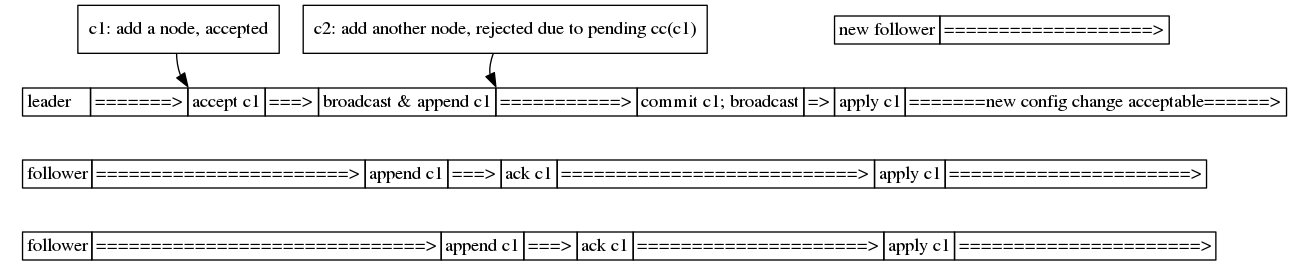 c1: add a node, accepted
c2: add another node, rejected due to pending cc(c1)
new follower ===================>
leader =======> accept c1 ===> broadcast & append c1 ===========> commit c1; broadcast => apply c1 =======new config change acceptable======>
follower =======================> append c1 ===> ack c1 ===========================> apply c1 ======================>
follower ==============================> append c1 ===> ack c1 =====================> apply c1 ======================>